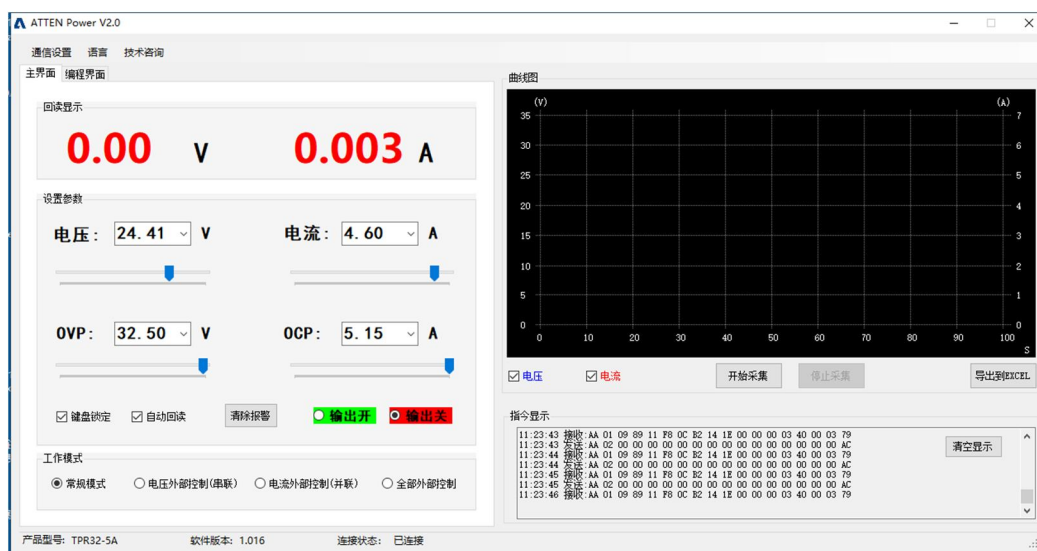 ATTEN Power V2.0
通信设置 语言 技术咨询
主界面 编程界面
回读显示
0.00 V 0.003 A
设置参数
电压: 24.41 V 电流: 4.60 A
OVP: 32.50 V OCP: 5.15 A
键盘锁定 自动回读 清除报警 输出开 输出关
工作模式
常规模式 电压外部控制(串联) 电流外部控制(并联) 全部外部控制
曲线图
(V) (A)
35 7
30 6
25 5
20 4
15 3
10 2
5 1
0 0
0 10 20 30 40 50 60 70 80 90 100
S
电压 电流 开始采集 停止采集 导出到EXCEL
指令显示
11:23:43 接收:AA 01 09 89 11 F8 0C B2 14 1E 00 00 00 03 40 00 03 79
11:23:43 发送:AA 02 00 00 00 00 00 00 00 00 00 00 00 00 00 00 00 AC
11:23:44 接收:AA 01 09 89 11 F8 0C B2 14 1E 00 00 00 03 40 00 03 79
11:23:44 发送:AA 02 00 00 00 00 00 00 00 00 00 00 00 00 00 00 00 AC
11:23:45 接收:AA 01 09 89 11 F8 0C B2 14 1E 00 00 00 03 40 00 03 79
11:23:45 发送:AA 02 00 00 00 00 00 00 00 00 00 00 00 00 00 00 00 AC
11:23:46 接收:AA 01 09 89 11 F8 0C B2 14 1E 00 00 00 03 40 00 03 79
清空显示
产品型号: TPR32-5A 软件版本: 1.016 连接状态: 已连接